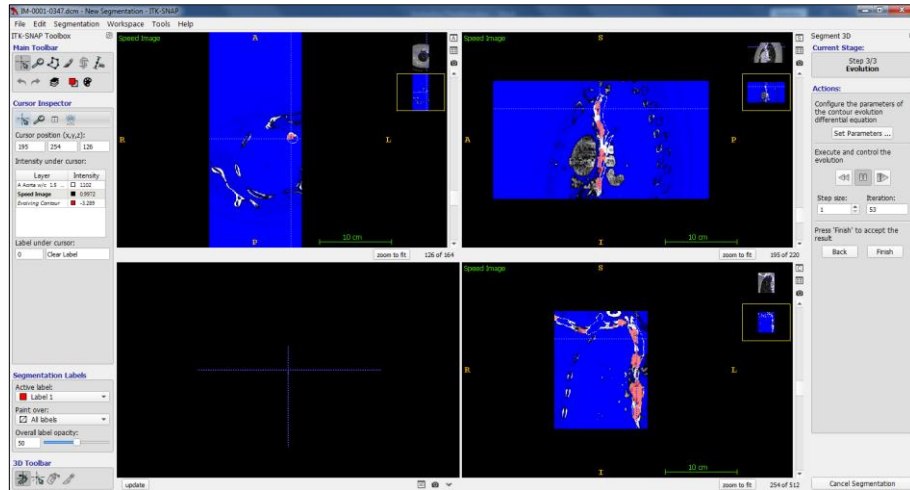 IM-0001-0347.dcm - New Segmentation - ITK-SNAP
File Edit Segmentation Workspace Tools Help
ITK-SNAP Toolbox
Main Toolbar
Cursor Inspector
Cursor position (x,y,z):
195 254 126
Intensity under cursor:
Layer Intensity
A Aorta w/c 1.5 ... 1102
Speed Image 0.9972
Evolving Contour -3.289
Label under cursor:
0 Clear Label
Segmentation Labels
Active label:
Label 1
Paint over:
All labels
Overall label opacity:
50
3D Toolbar
Speed Image
A
R
L
P
10 cm
zoom to fit 126 of 164
Speed Image
S
A
P
I
10 cm
zoom to fit 195 of 220
update
Speed Image
S
R
L
I
10 cm
zoom to fit 254 of 512
Segment 3D
Current Stage:
Step 3/3
Evolution
Actions:
Configure the parameters of
the contour evolution
differential equation
Set Parameters ...
Execute and control the
evolution
Step size: Iteration:
1 53
Press 'Finish' to accept the
result
Back Finish
Cancel Segmentation